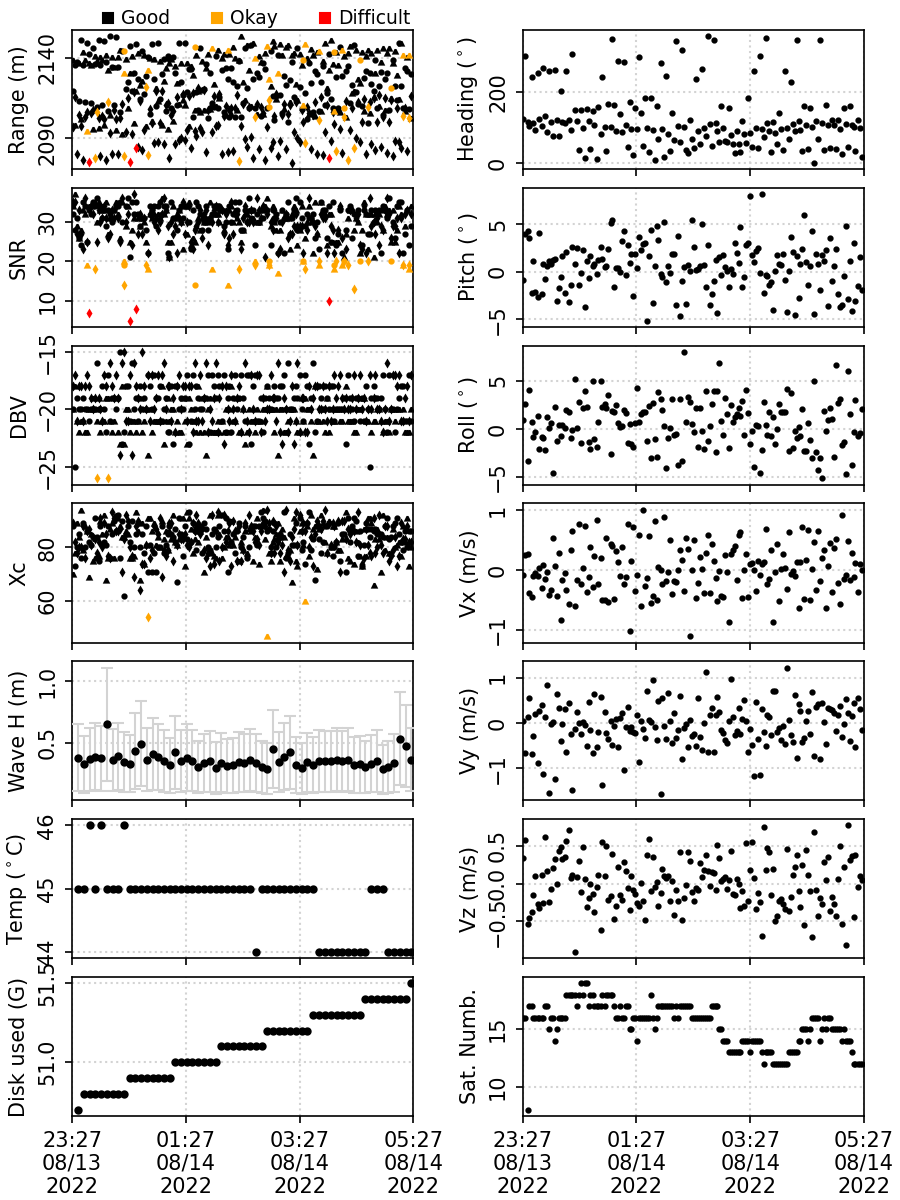 Good Okay Difficult
Range (m)
2140
2090
Heading (°)
200
0
SNR
30
20
10
Pitch (°)
5
0
−5
DBV
−15
−20
−25
Roll (°)
5
0
−5
Xc
80
60
Vx (m/s)
1
0
−1
Wave H (m)
1.0
0.5
Vy (m/s)
1
0
−1
Temp (°C)
46
45
44
Vz (m/s)
0.5
0.0
−0.5
Disk used (G)
51.5
51.0
Sat. Numb.
15
10
23:27 01:27 03:27 05:27 23:27 01:27 03:27 05:27
08/13 08/14 08/14 08/14 08/13 08/14 08/14 08/14
2022 2022 2022 2022 2022 2022 2022 2022